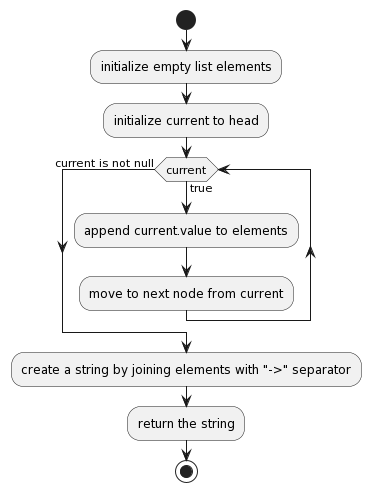 initialize empty list elements
initialize current to head
current is not null
current
true
append current.value to elements
move to next node from current
create a string by joining elements with "->" separator
return the string